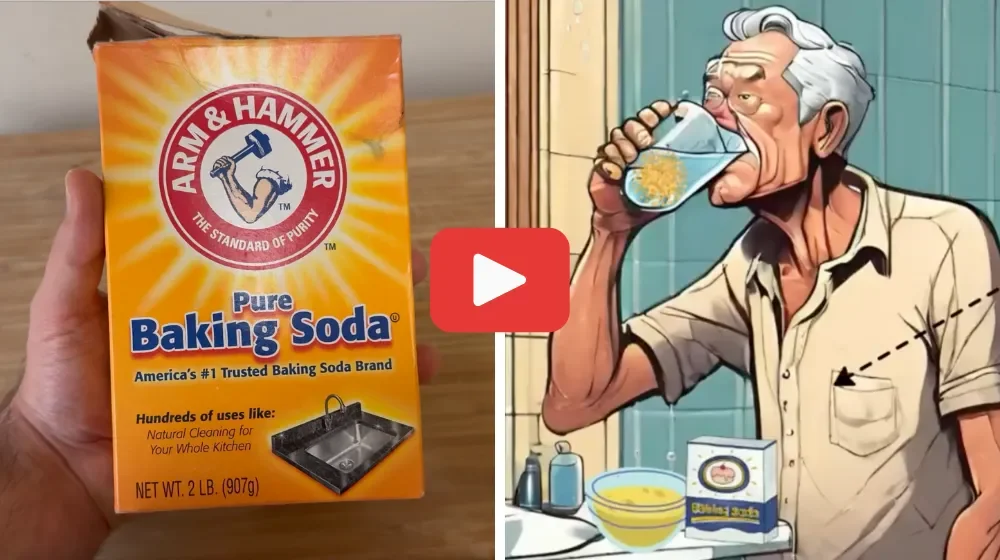 ARM & HAMMER
TM
THE STANDARD OF PURITY
TM
Pure
Baking Soda
America's #1 Trusted Baking Soda Brand
Hundreds of uses like:
Natural Cleaning for
Your Whole Kitchen
NET WT. 2 LB. (907g)